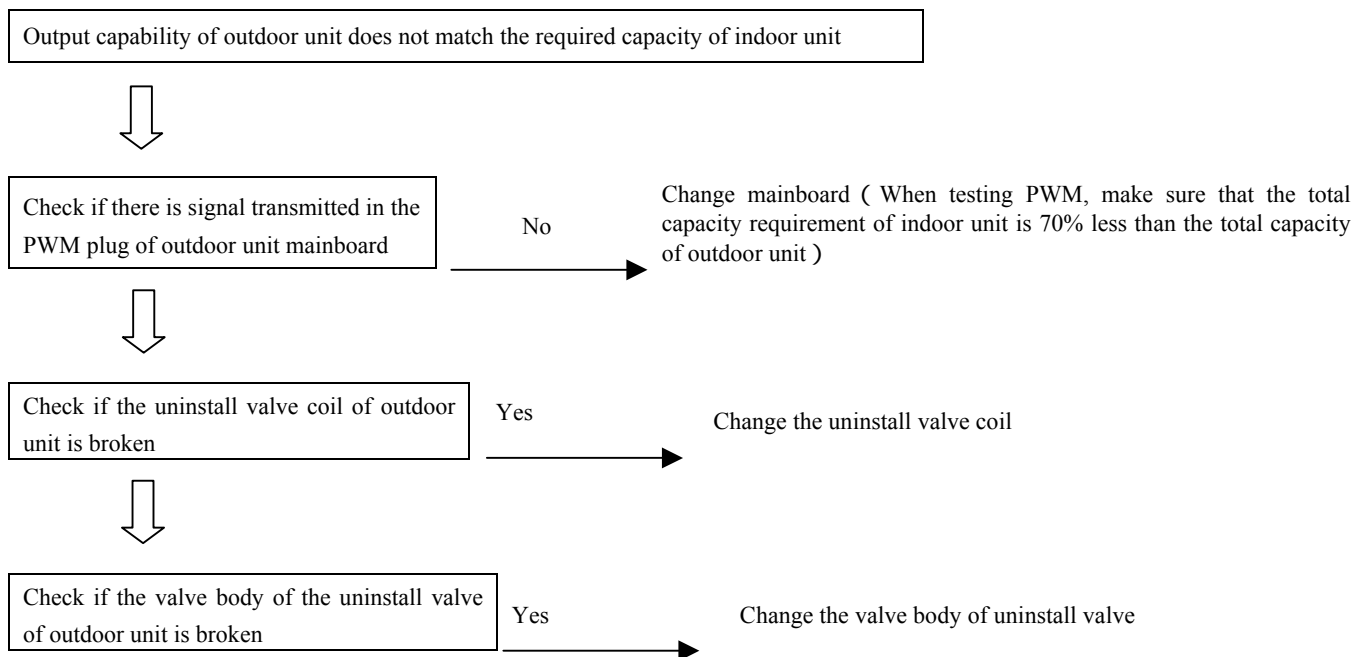 Output capability of outdoor unit does not match the required capacity of indoor unit
Check if there is signal transmitted in the
PWM plug of outdoor unit mainboard
No
Change mainboard ( When testing PWM, make sure that the total
capacity requirement of indoor unit is 70% less than the total capacity
of outdoor unit )
Check if the uninstall valve coil of outdoor
unit is broken
Yes
Change the uninstall valve coil
Check if the valve body of the uninstall valve
of outdoor unit is broken
Yes
Change the valve body of uninstall valve